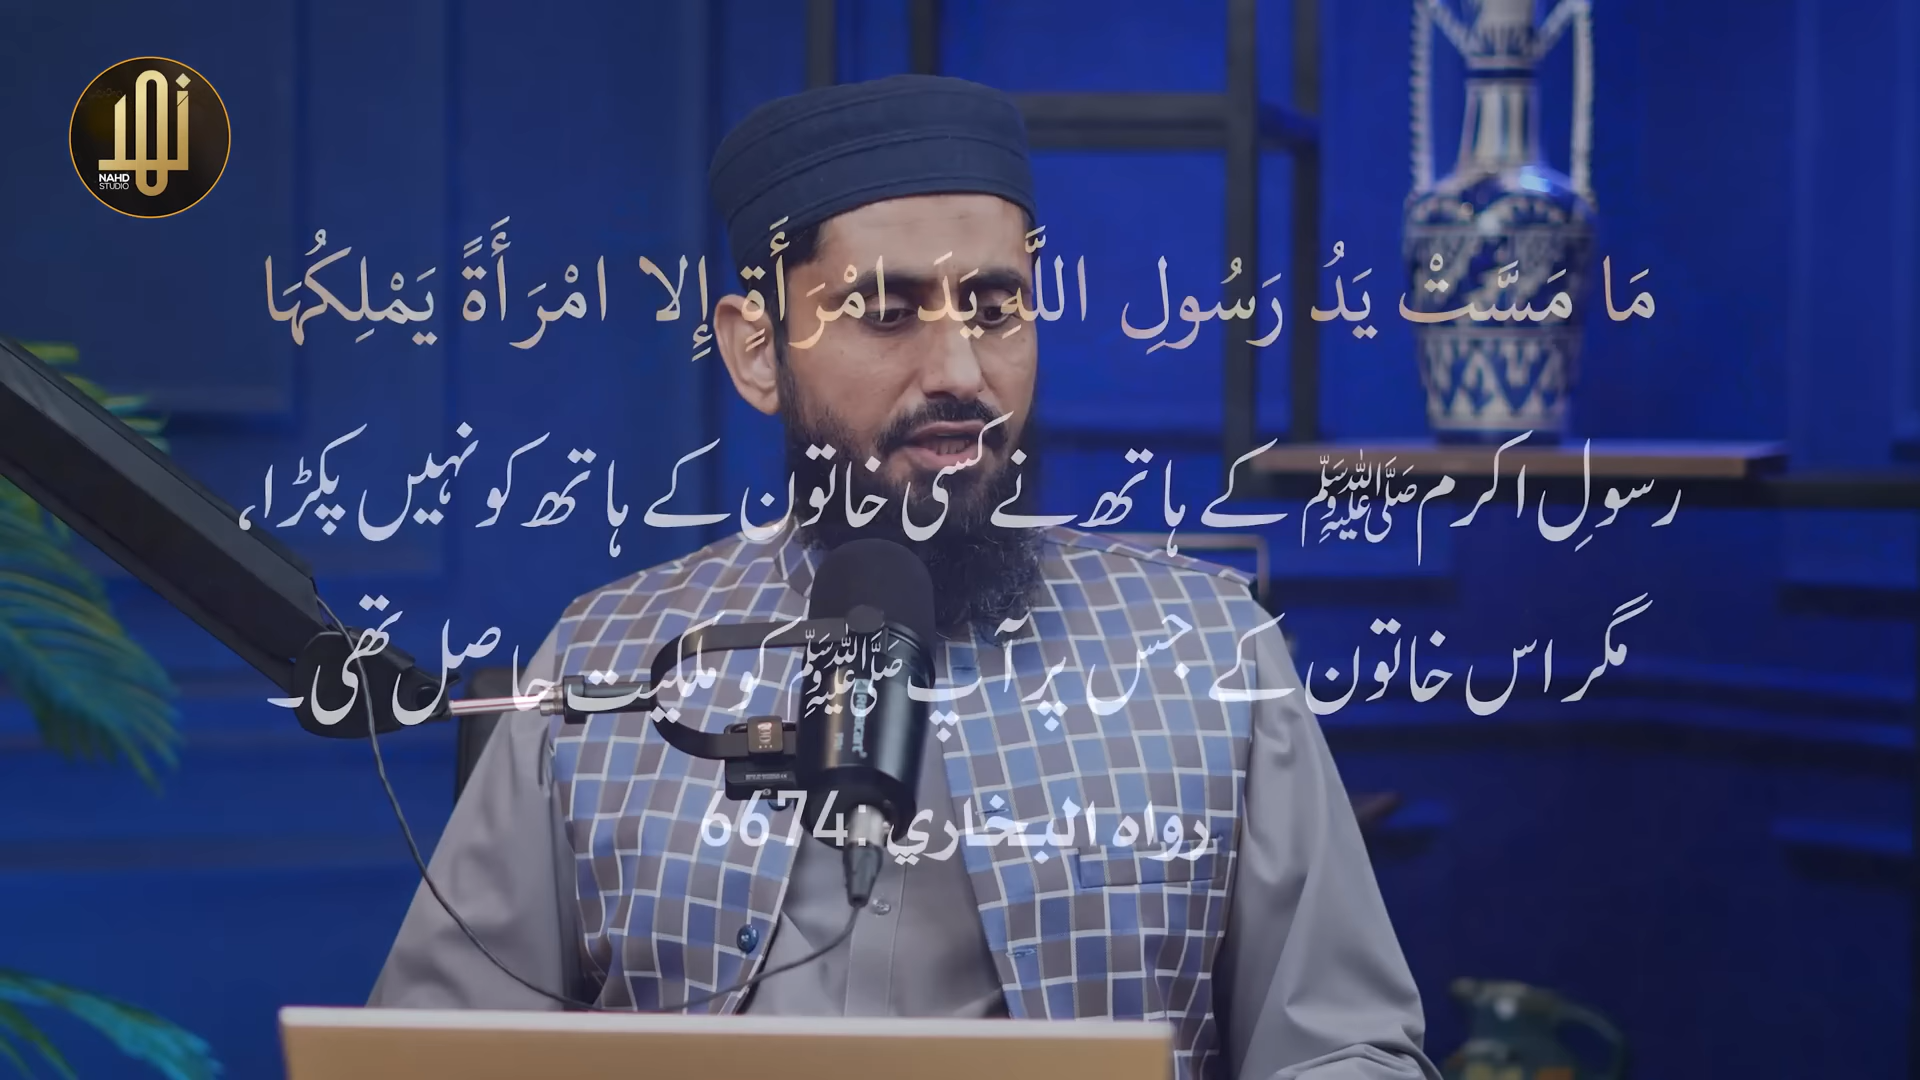 نهد
NAHD
STUDIO
مَا مَسَّتْ يَدُ رَسُولِ اللَّهِ يَدَ امْرَأَةٍ إِلا امْرَأَةً يَمْلِكُهَا
رسولِ اکرم ﷺ کے ہاتھ نے کسی خاتون کے ہاتھ کو نہیں پکڑا،
مگر اس خاتون کے جس پر آپ ﷺ کو ملکیت حاصل تھی۔
رواه البخاري :6674